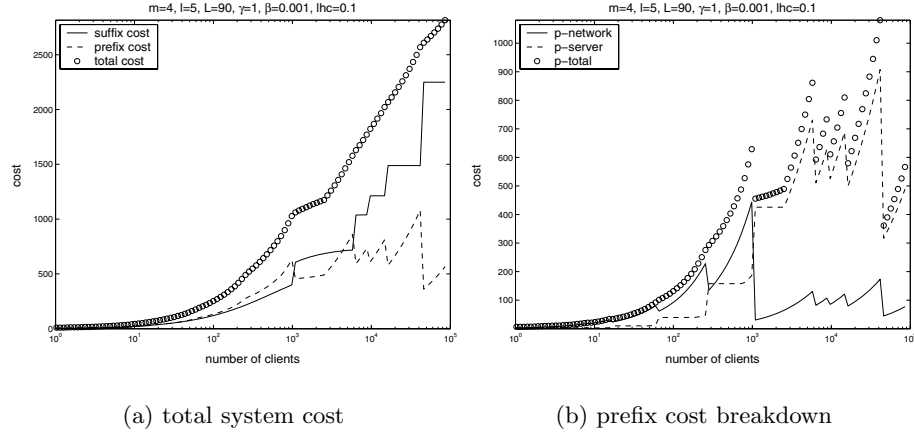 m=4, l=5, L=90, γ=1, β=0.001, lhc=0.1
suffix cost
prefix cost
total cost
2500
2000
1500
1000
500
0
cost
10^0
10^1
10^2
10^3
10^4
10^5
number of clients
(a) total system cost
m=4, l=5, L=90, γ=1, β=0.001, lhc=0.1
p-network
p-server
p-total
1000
900
800
700
600
500
400
300
200
100
cost
10^0
10^1
10^2
10^3
10^4
10^5
number of clients
(b) prefix cost breakdown